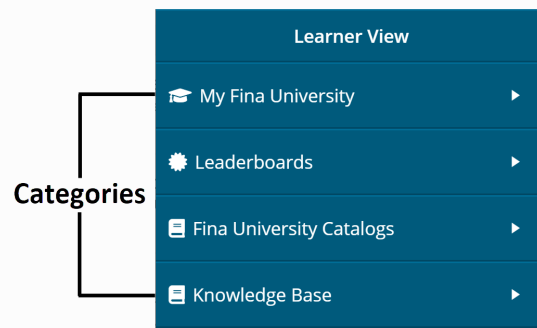 Learner View
My Fina University
Leaderboards
Categories
Fina University Catalogs
Knowledge Base